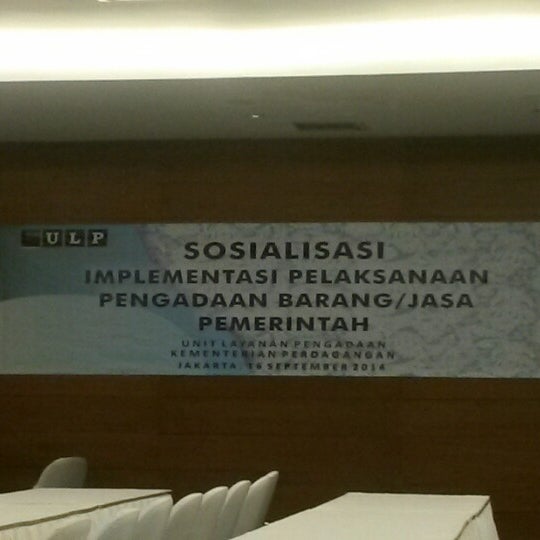 ULP
SOSIALISASI
IMPLEMENTASI PELAKSANAAN
PENGADAAN BARANG/JASA
PEMERINTAH
UNIT LAYANAN PENGADAAN
KEMENTERIAN PERDAGANGAN
JAKARTA, 16 SEPTEMBER 2014